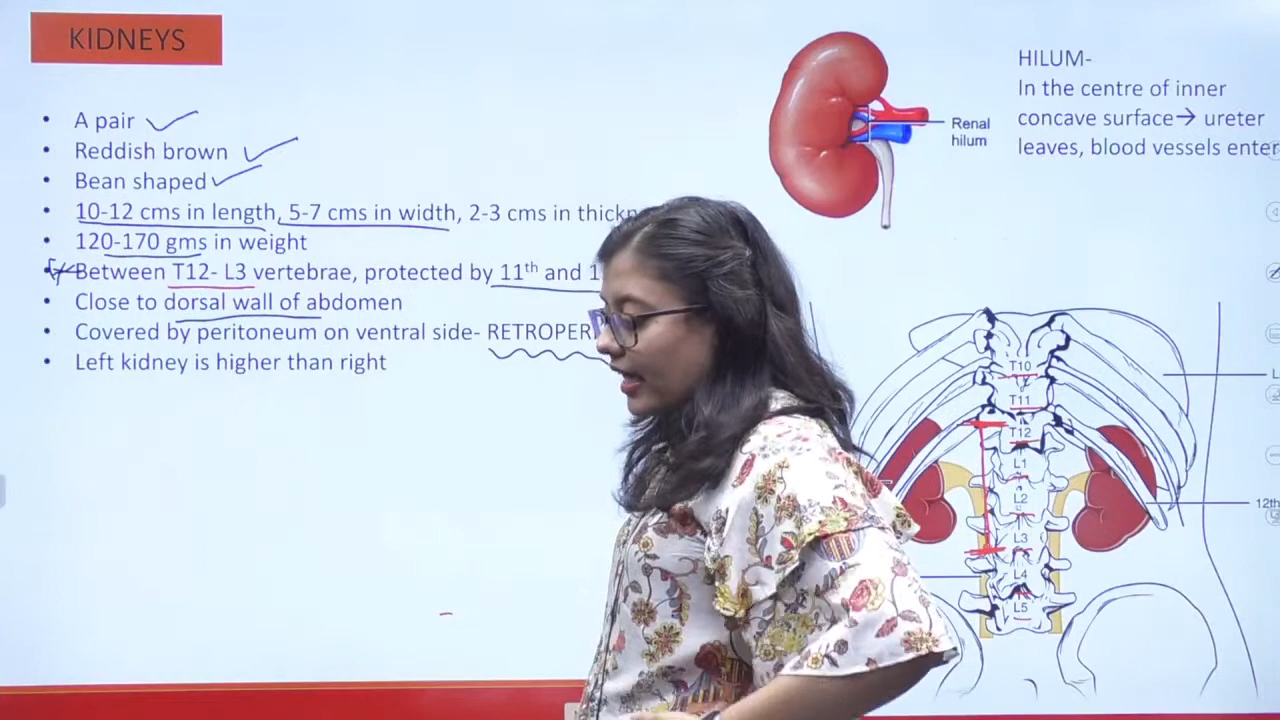 KIDNEYS
A pair
Reddish brown
Bean shaped
10-12 cms in length, 5-7 cms in width, 2-3 cms in
120-170 gms in weight
Between T12- L3 vertebrae, protected by 11th and
Close to dorsal wall of abdomen
Covered by peritoneum on ventral side-
Left kidney is higher than right
Renal
hilum
HILUM-
In the centre of inner
concave surface→ ureter
leaves, blood vessels enter
T10
T11
T12
L1
L2
L3
L4
L5
12th